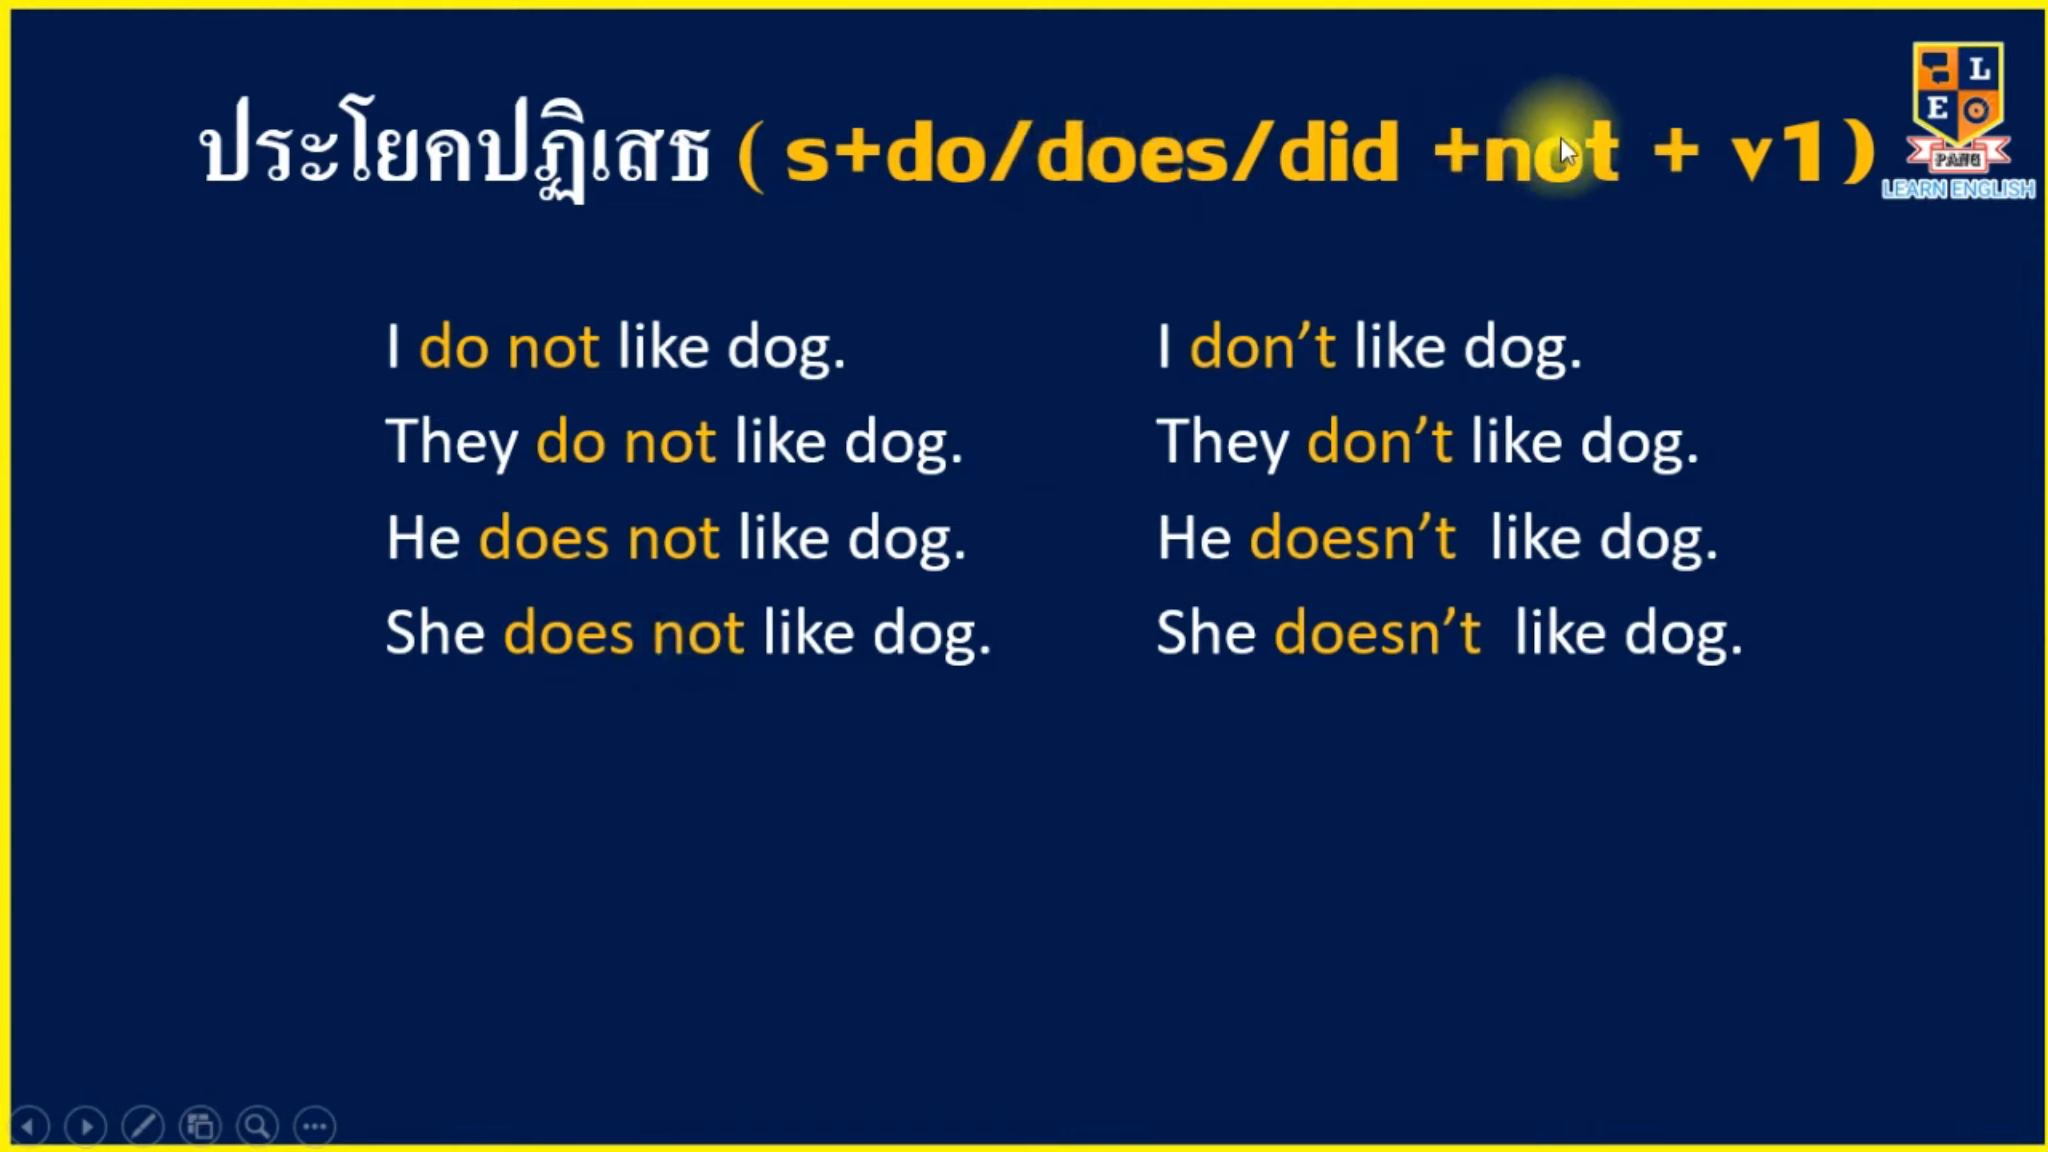 ประโยคปฏิเสธ ( s+do/does/did +not + v1)
L
E
PANG
LEARN ENGLISH
I do not like dog.
They do not like dog.
He does not like dog.
She does not like dog.
I don’t like dog.
They don’t like dog.
He doesn’t  like dog.
She doesn’t  like dog.